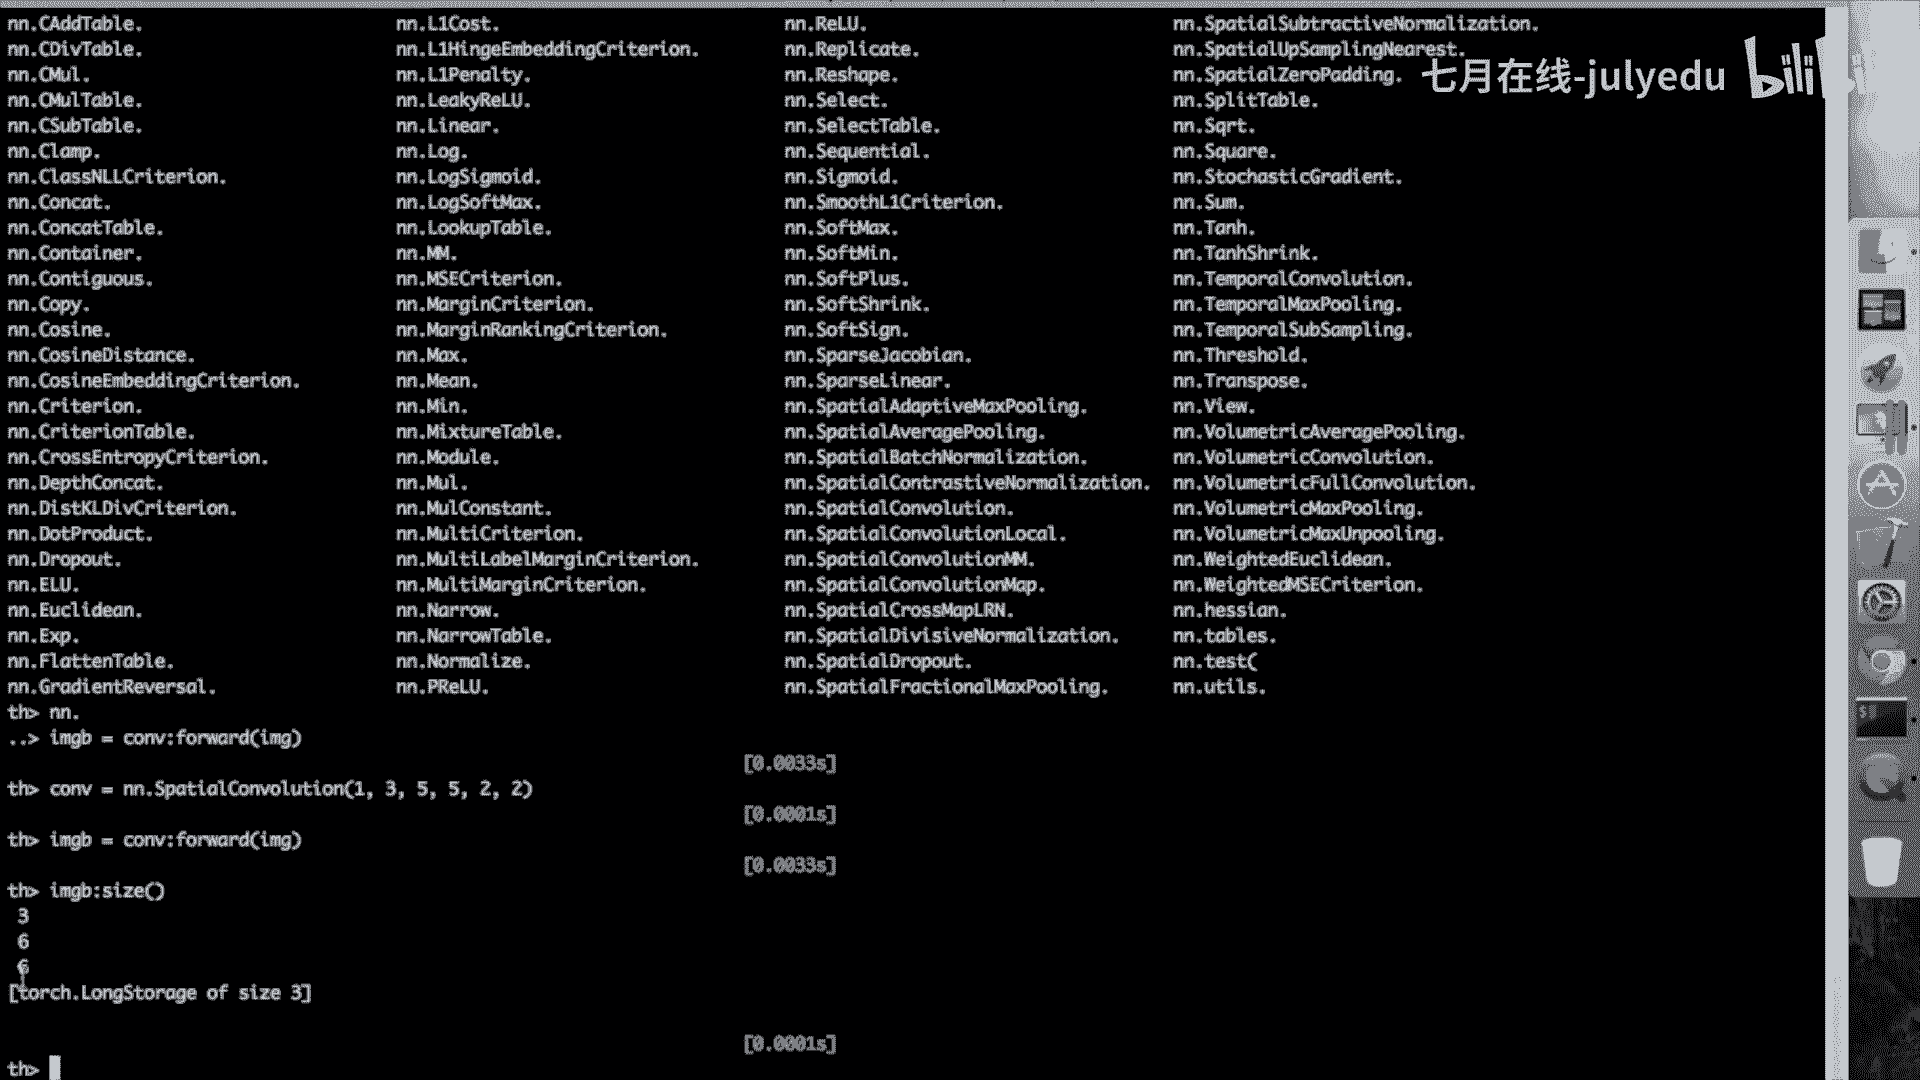 nn.CAddTable. nn.L1Cost. nn.ReLU. nn.SpatialSubtractiveNormalization.
nn.CDivTable. nn.L1HingeEmbeddingCriterion. nn.Replicate. nn.SpatialUpSamplingNearest.
nn.CMul. nn.L1Penalty. nn.Reshape. nn.SpatialZeroPadding.
七月在线-julyedu
nn.CMulTable. nn.LeakyReLU. nn.Select. nn.SplitTable.
nn.CSubTable. nn.Linear. nn.SelectTable. nn.Sqrt.
nn.Clamp. nn.Log. nn.Sequential. nn.Square.
nn.ClassNLLCriterion. nn.LogSigmoid. nn.Sigmoid. nn.StochasticGradient.
nn.Concat. nn.LogSoftMax. nn.SmoothL1Criterion. nn.Sum.
nn.ConcatTable. nn.LookupTable. nn.SoftMax. nn.Tanh.
nn.Container. nn.MM. nn.SoftMin. nn.TanhShrink.
nn.Contiguous. nn.MSECriterion. nn.SoftPlus. nn.TemporalConvolution.
nn.Copy. nn.MarginCriterion. nn.SoftShrink. nn.TemporalMaxPooling.
nn.Cosine. nn.MarginRankingCriterion. nn.SoftSign. nn.TemporalSubSampling.
nn.CosineDistance. nn.Max. nn.SparseJacobian. nn.Threshold.
nn.CosineEmbeddingCriterion. nn.Mean. nn.SparseLinear. nn.Transpose.
nn.Criterion. nn.Min. nn.SpatialAdaptiveMaxPooling. nn.View.
nn.CriterionTable. nn.MixtureTable. nn.SpatialAveragePooling. nn.VolumetricAveragePooling.
nn.CrossEntropyCriterion. nn.Module. nn.SpatialBatchNormalization. nn.VolumetricConvolution.
nn.DepthConcat. nn.Mul. nn.SpatialContrastiveNormalization. nn.VolumetricFullConvolution.
nn.DistKLDivCriterion. nn.MulConstant. nn.SpatialConvolution. nn.VolumetricMaxPooling.
nn.DotProduct. nn.MultiCriterion. nn.SpatialConvolutionLocal. nn.VolumetricMaxUnpooling.
nn.Dropout. nn.MultiLabelMarginCriterion. nn.SpatialConvolutionMM. nn.WeightedEuclidean.
nn.ELU. nn.MultiMarginCriterion. nn.SpatialConvolutionMap. nn.WeightedMSECriterion.
nn.Euclidean. nn.Narrow. nn.SpatialCrossMapLRN. nn.hessian.
nn.Exp. nn.NarrowTable. nn.SpatialDivisiveNormalization. nn.tables.
nn.FlattenTable. nn.Normalize. nn.SpatialDropout. nn.test(
nn.GradientReversal. nn.PReLU. nn.SpatialFractionalMaxPooling. nn.utils.
th> nn.
..> imgb = conv:forward(img)
[0.0033s]
th> conv = nn.SpatialConvolution(1, 3, 5, 5, 2, 2)
[0.0001s]
th> imgb = conv:forward(img)
[0.0033s]
th> imgb:size()
3
6
6
[torch.LongStorage of size 3]
[0.0001s]
th>